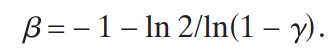 β = – 1 – ln 2/ln(1 – γ).